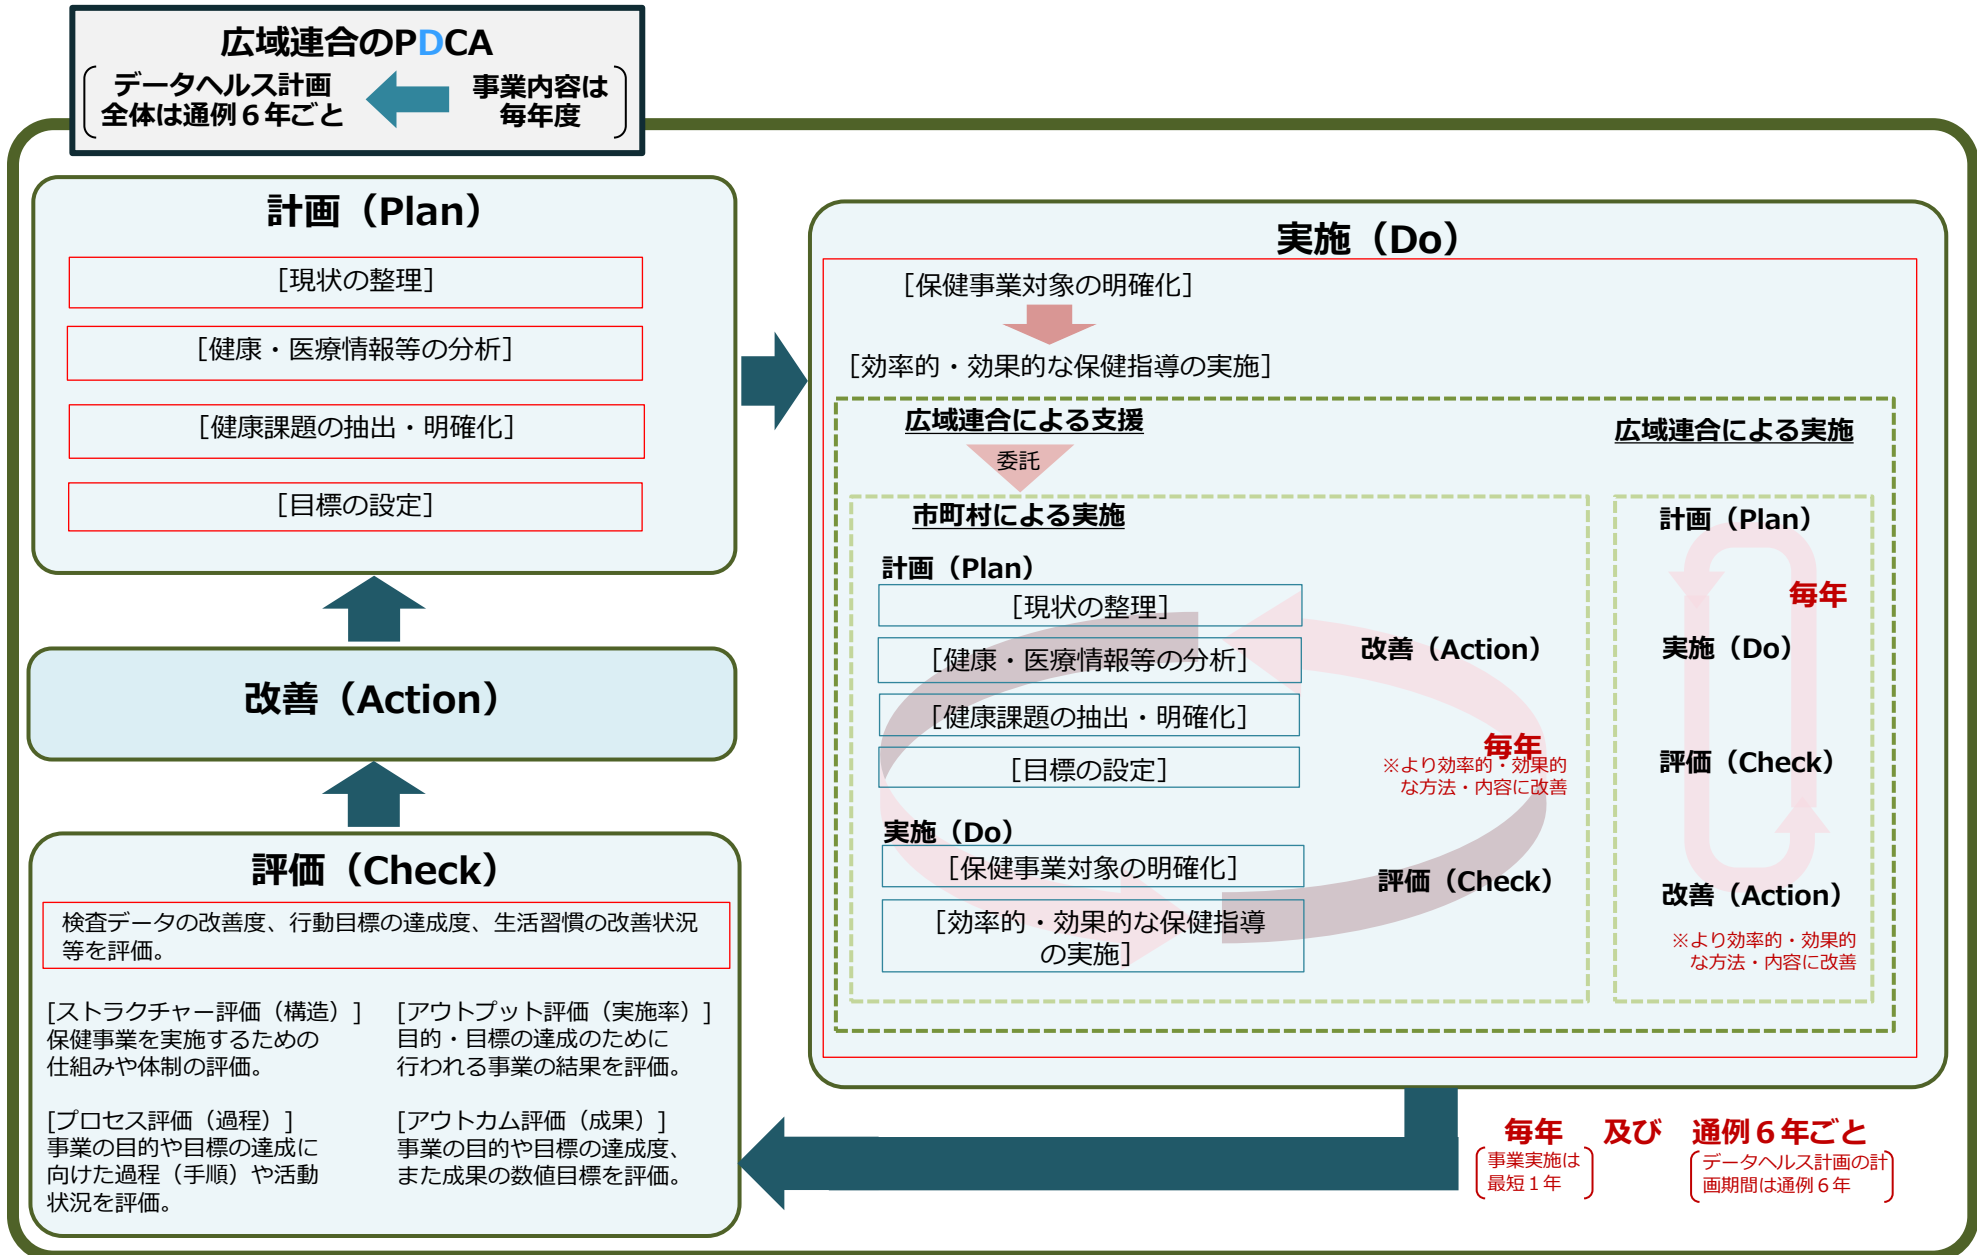 広域連合のPDCA
データヘルス計画
全体は通例６年ごと
事業内容は
毎年度
計画（Plan）
［現状の整理］
［健康・医療情報等の分析］
［健康課題の抽出・明確化］
［目標の設定］
改善（Action）
評価（Check）
検査データの改善度、行動目標の達成度、生活習慣の改善状況
等を評価。
[ストラクチャー評価（構造）]
保健事業を実施するための
仕組みや体制の評価。
[アウトプット評価（実施率）]
目的・目標の達成のために
行われる事業の結果を評価。
[プロセス評価（過程）]
事業の目的や目標の達成に
向けた過程（手順）や活動
状況を評価。
[アウトカム評価（成果）]
事業の目的や目標の達成度、
また成果の数値目標を評価。
実施（Do）
［保健事業対象の明確化］
［効率的・効果的な保健指導の実施］
広域連合による支援
委託
市町村による実施
計画（Plan）
［現状の整理］
［健康・医療情報等の分析］
［健康課題の抽出・明確化］
［目標の設定］
実施（Do）
［保健事業対象の明確化］
［効率的・効果的な保健指導
の実施］
改善（Action）
毎年
※より効率的・効果的
な方法・内容に改善
評価（Check）
広域連合による実施
計画（Plan）
毎年
実施（Do）
評価（Check）
改善（Action）
※より効率的・効果的
な方法・内容に改善
毎年　及び　通例６年ごと
事業実施は
最短１年
データヘルス計画の計
画期間は通例６年